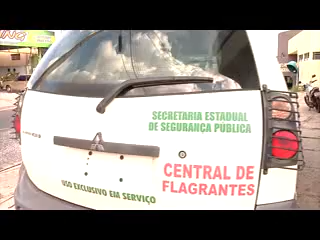 SECRETARIA ESTADUAL
DE SEGURANÇA PÚBLICA
CENTRAL DE
FLAGRANTES
USO EXCLUSIVO EM SERVIÇO